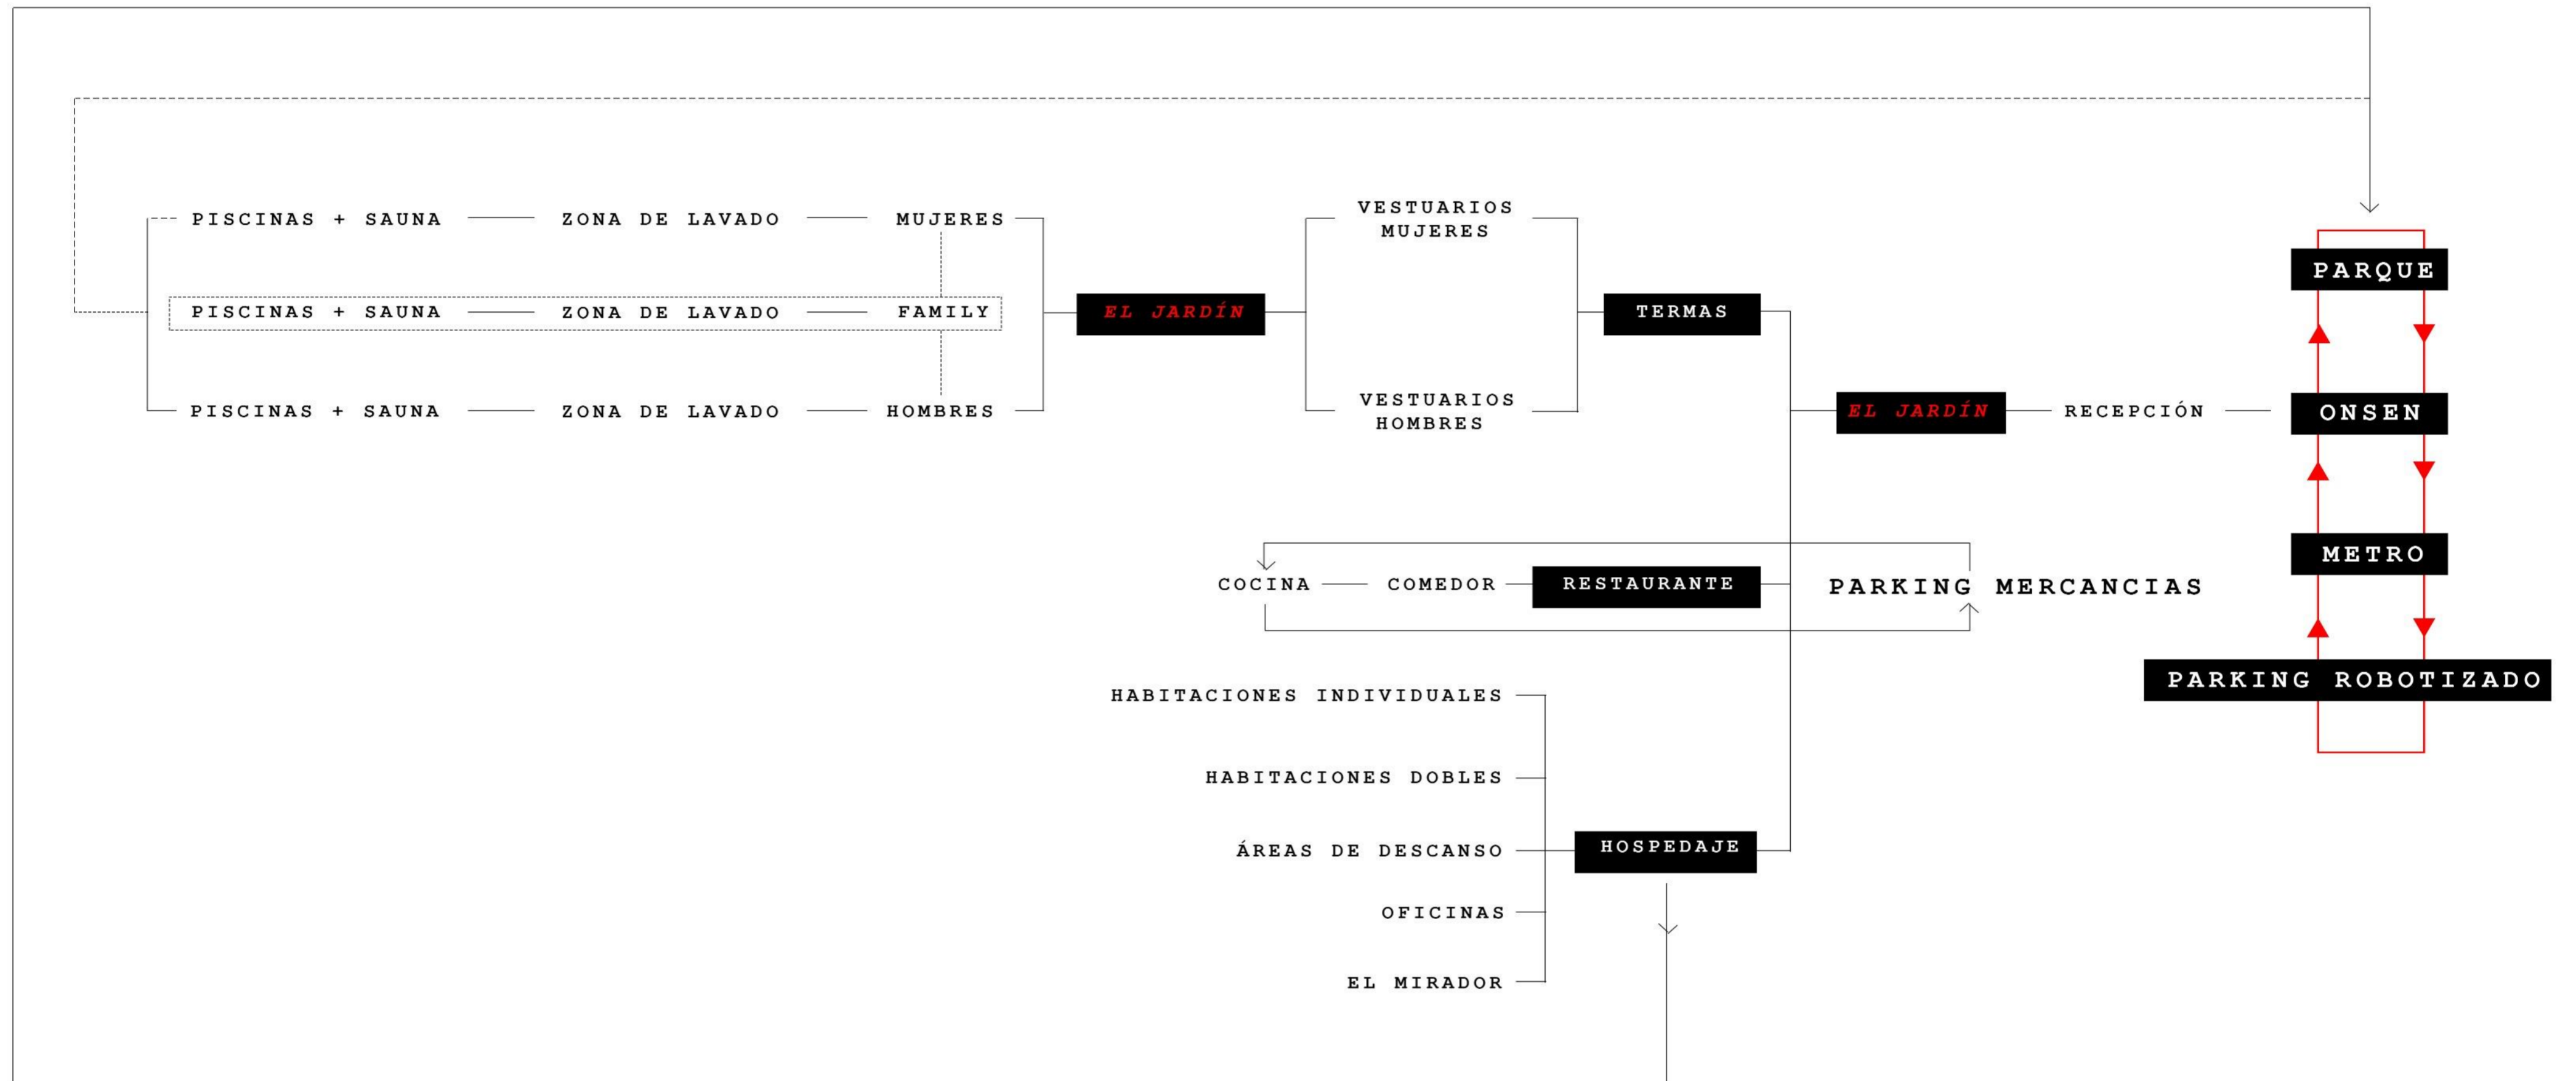 PISCINAS + SAUNA
ZONA DE LAVADO
MUJERES
PISCINAS + SAUNA
ZONA DE LAVADO
FAMILY
PISCINAS + SAUNA
ZONA DE LAVADO
HOMBRES
EL JARDÍN
VESTUARIOS
MUJERES
VESTUARIOS
HOMBRES
TERMAS
EL JARDÍN
RECEPCIÓN
PARQUE
ONSEN
METRO
PARKING ROBOTIZADO
COCINA
COMEDOR
RESTAURANTE
PARKING MERCANCIAS
HABITACIONES INDIVIDUALES
HABITACIONES DOBLES
ÁREAS DE DESCANSO
OFICINAS
EL MIRADOR
HOSPEDAJE